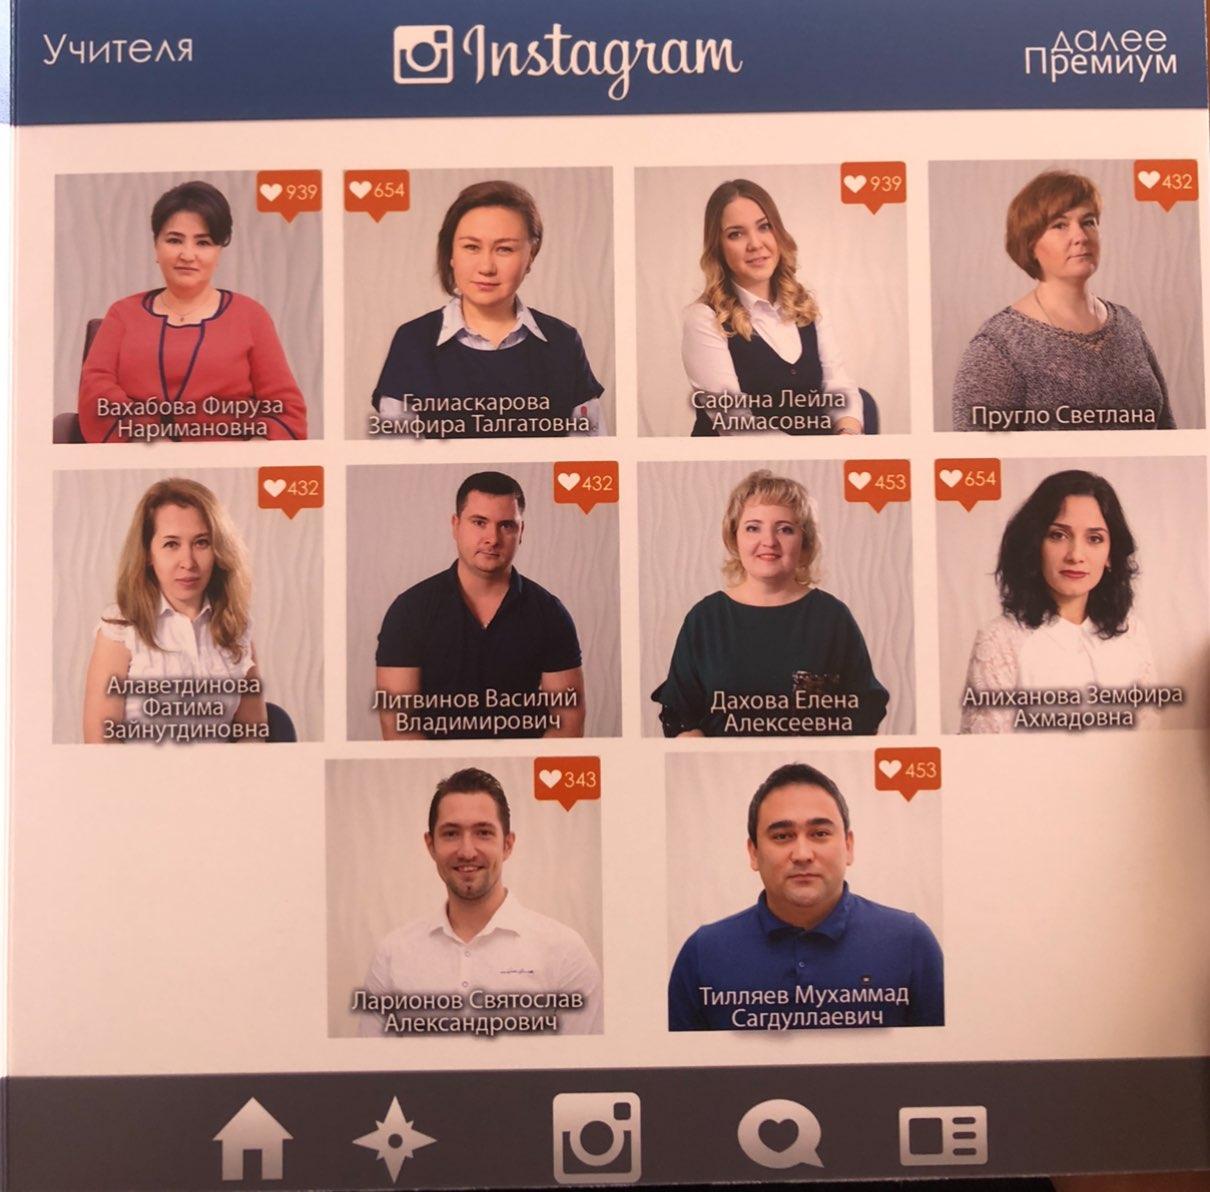 Учителя
Instagram
далее
Премиум
939
654
939
432
Вахабова Фируза
Наримановна
Галиаскарова
Земфира Талгатовна
Сафина Лейла
Алмасовна
Пругло Светлана
432
432
453
654
Алаветдинова
Фатима
Зайнутдиновна
Литвинов Василий
Владимирович
Дахова Елена
Алексеевна
Алиханова Земфира
Ахмадовна
343
453
Ларионов Святослав
Александрович
Тилляев Мухаммад
Сагдуллаевич